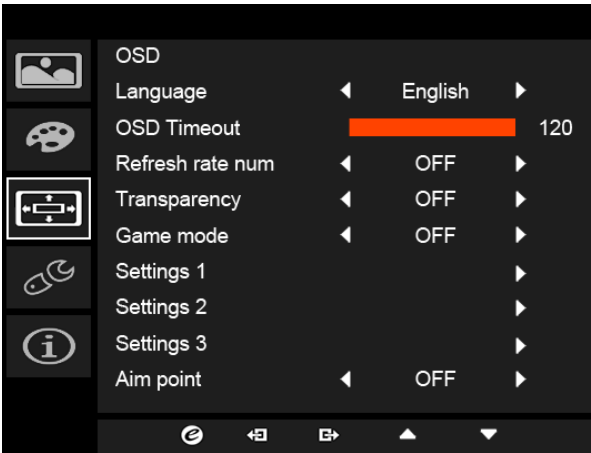 OSD
Language English
OSD Timeout 120
Refresh rate num OFF
Transparency OFF
Game mode OFF
Settings 1
Settings 2
Settings 3
Aim point OFF